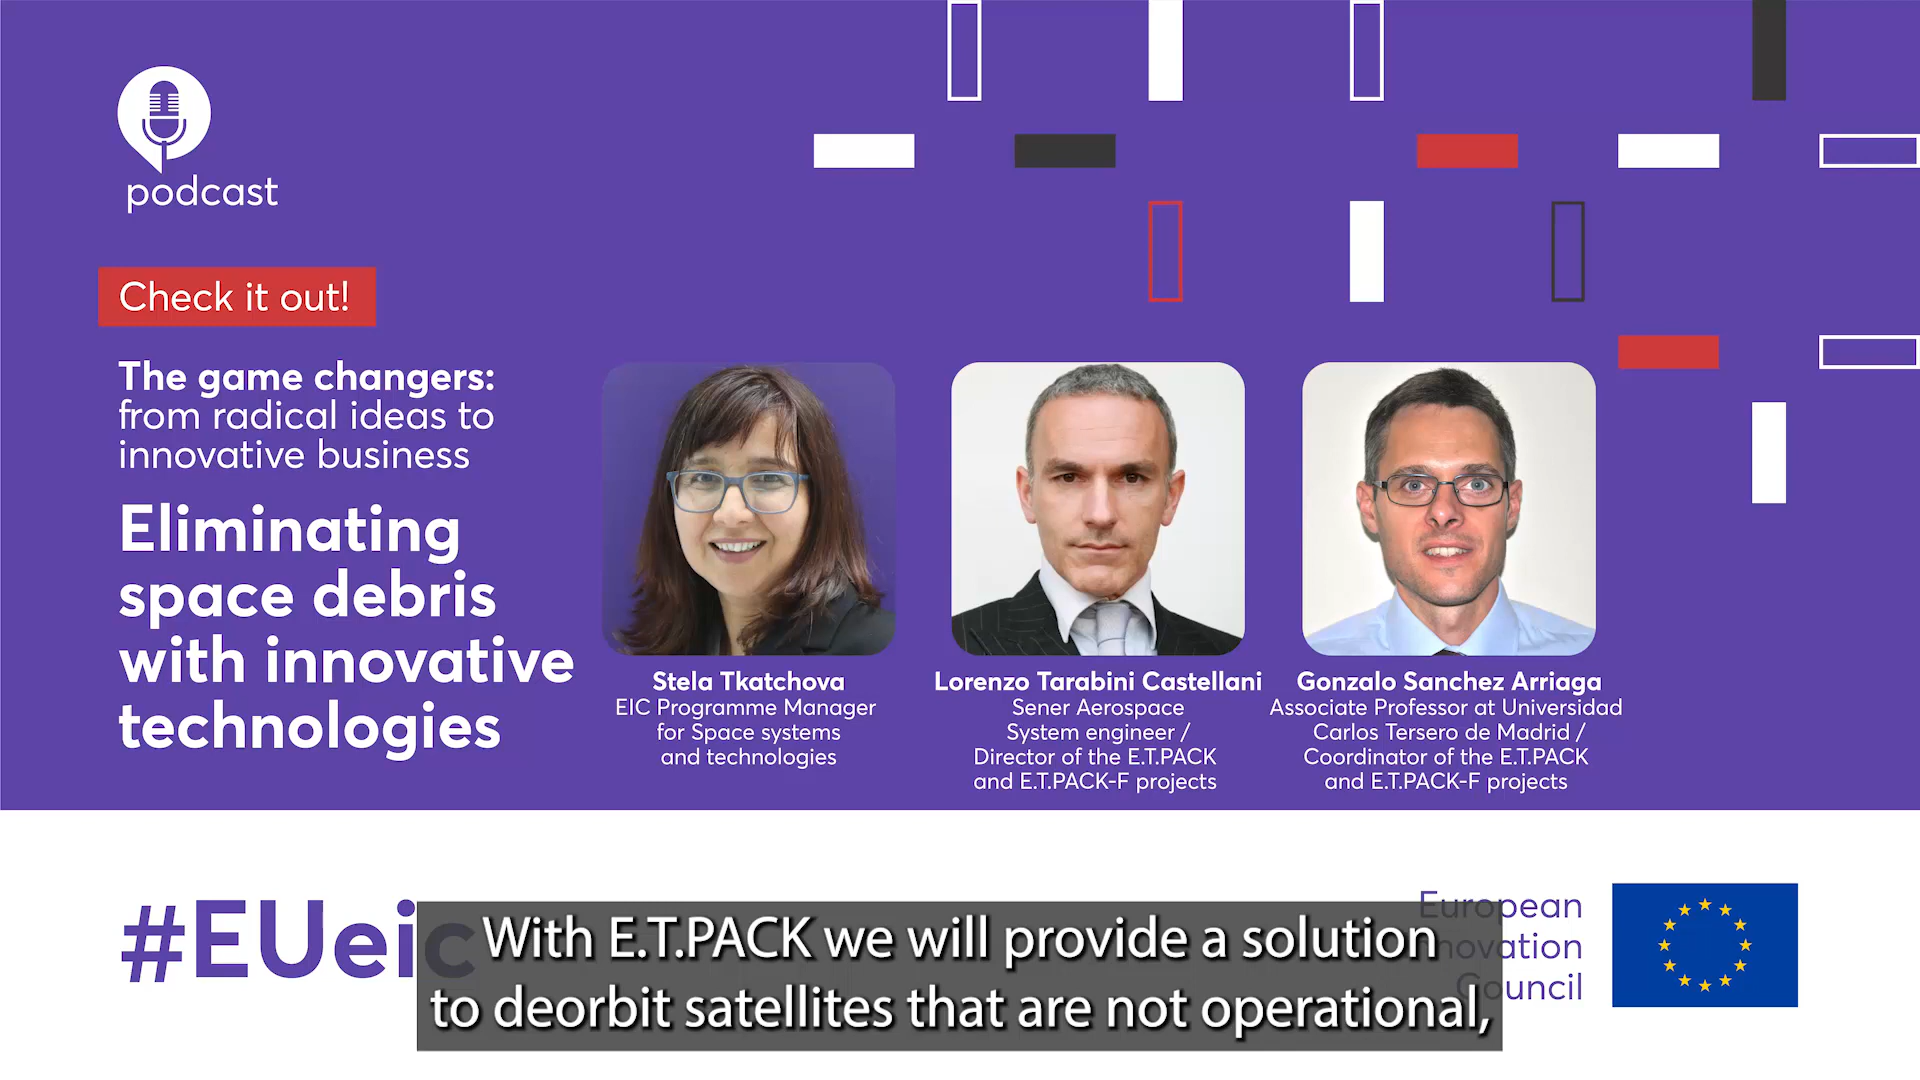 podcast
Check it out!
The game changers:
from radical ideas to
innovative business
Eliminating
space debris
with innovative
technologies
Stela Tkatchova
EIC Programme Manager
for Space systems
and technologies
Lorenzo Tarabini Castellani
Sener Aerospace
System engineer /
Director of the E.T.PACK
and E.T.PACK-F projects
Gonzalo Sanchez Arriaga
Associate Professor at Universidad
Carlos Tersero de Madrid /
Coordinator of the E.T.PACK
and E.T.PACK-F projects
#EUeic
European
Innovation
Council
With E.T.PACK we will provide a solution
to deorbit satellites that are not operational,